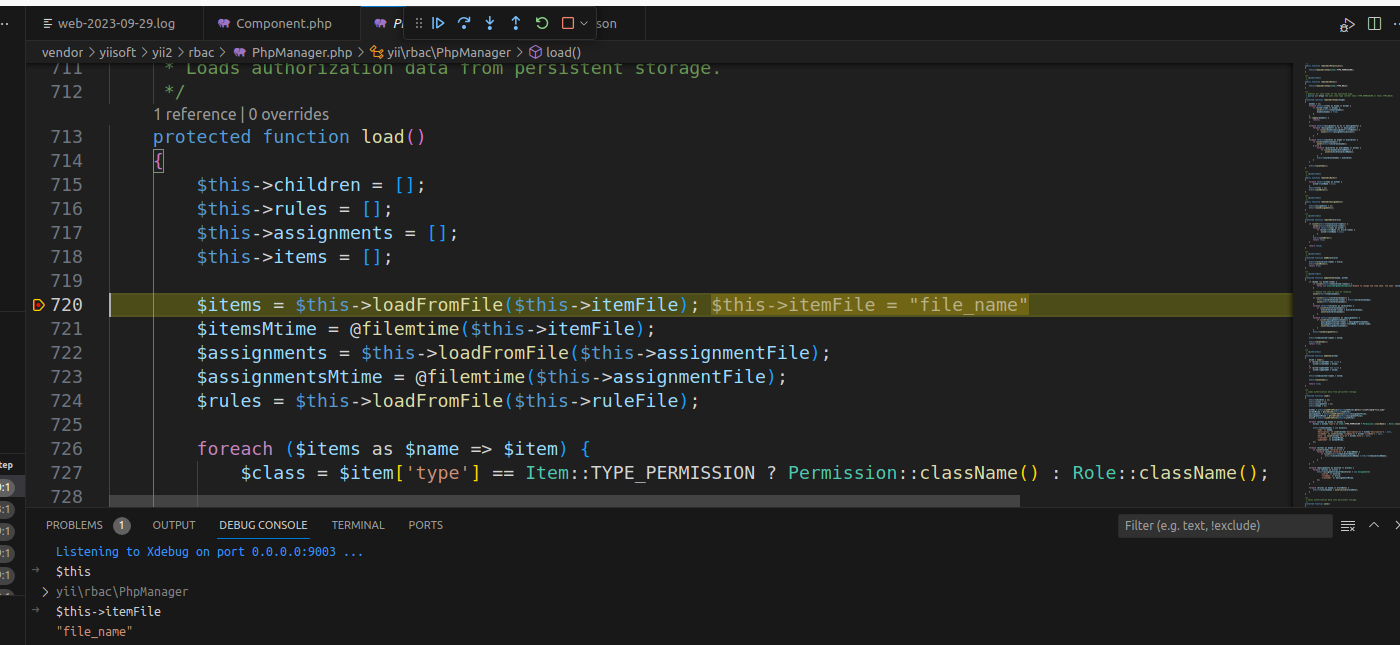 web-2023-09-29.log Component.php son
vendor > yiisoft > yii2 > rbac > PhpManager.php > yii\rbac\PhpManager > load()
711 * Loads authorization data from persistent storage.
712 */
1 reference | 0 overrides
713 protected function load()
714 {
715 $this->children = [];
716 $this->rules = [];
717 $this->assignments = [];
718 $this->items = [];
719
720 $items = $this->loadFromFile($this->itemFile); $this->itemFile = "file_name"
721 $itemsMtime = @filemtime($this->itemFile);
722 $assignments = $this->loadFromFile($this->assignmentFile);
723 $assignmentsMtime = @filemtime($this->assignmentFile);
724 $rules = $this->loadFromFile($this->ruleFile);
725
726 foreach ($items as $name => $item) {
727 $class = $item['type'] == Item::TYPE_PERMISSION ? Permission::className() : Role::className();
728
tep
:1
:1
:1
:1
:1
PROBLEMS 1 OUTPUT DEBUG CONSOLE TERMINAL PORTS Filter (e.g. text, !exclude)
Listening to Xdebug on port 0.0.0.0:9003 ...
$this
yii\rbac\PhpManager
$this->itemFile
"file_name"